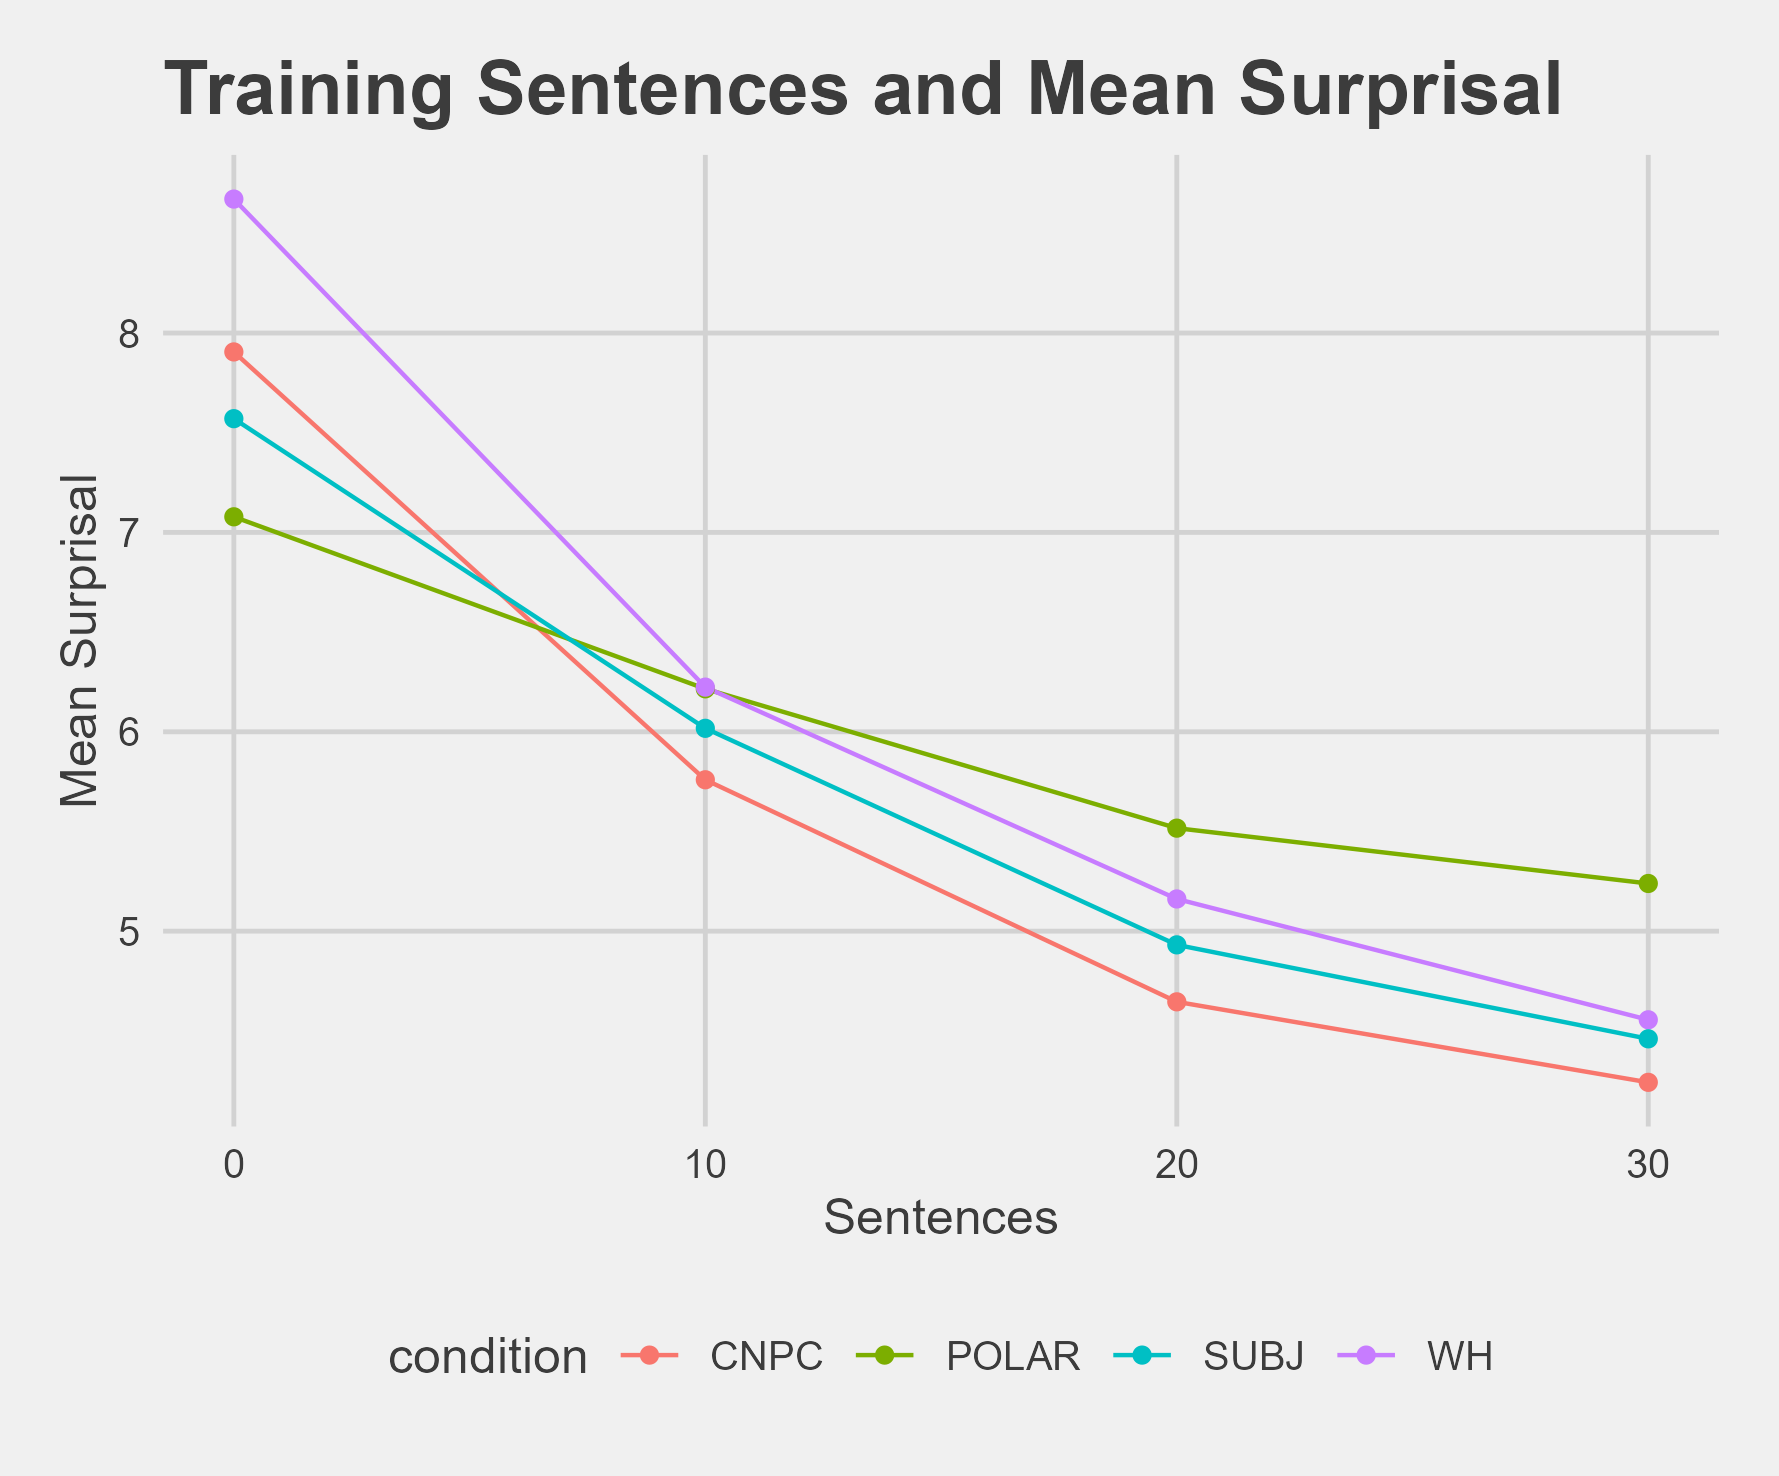 Training Sentences and Mean Surprisal
Mean Surprisal
8
7
6
5
0 10 20 30
Sentences
condition CNPC POLAR SUBJ WH